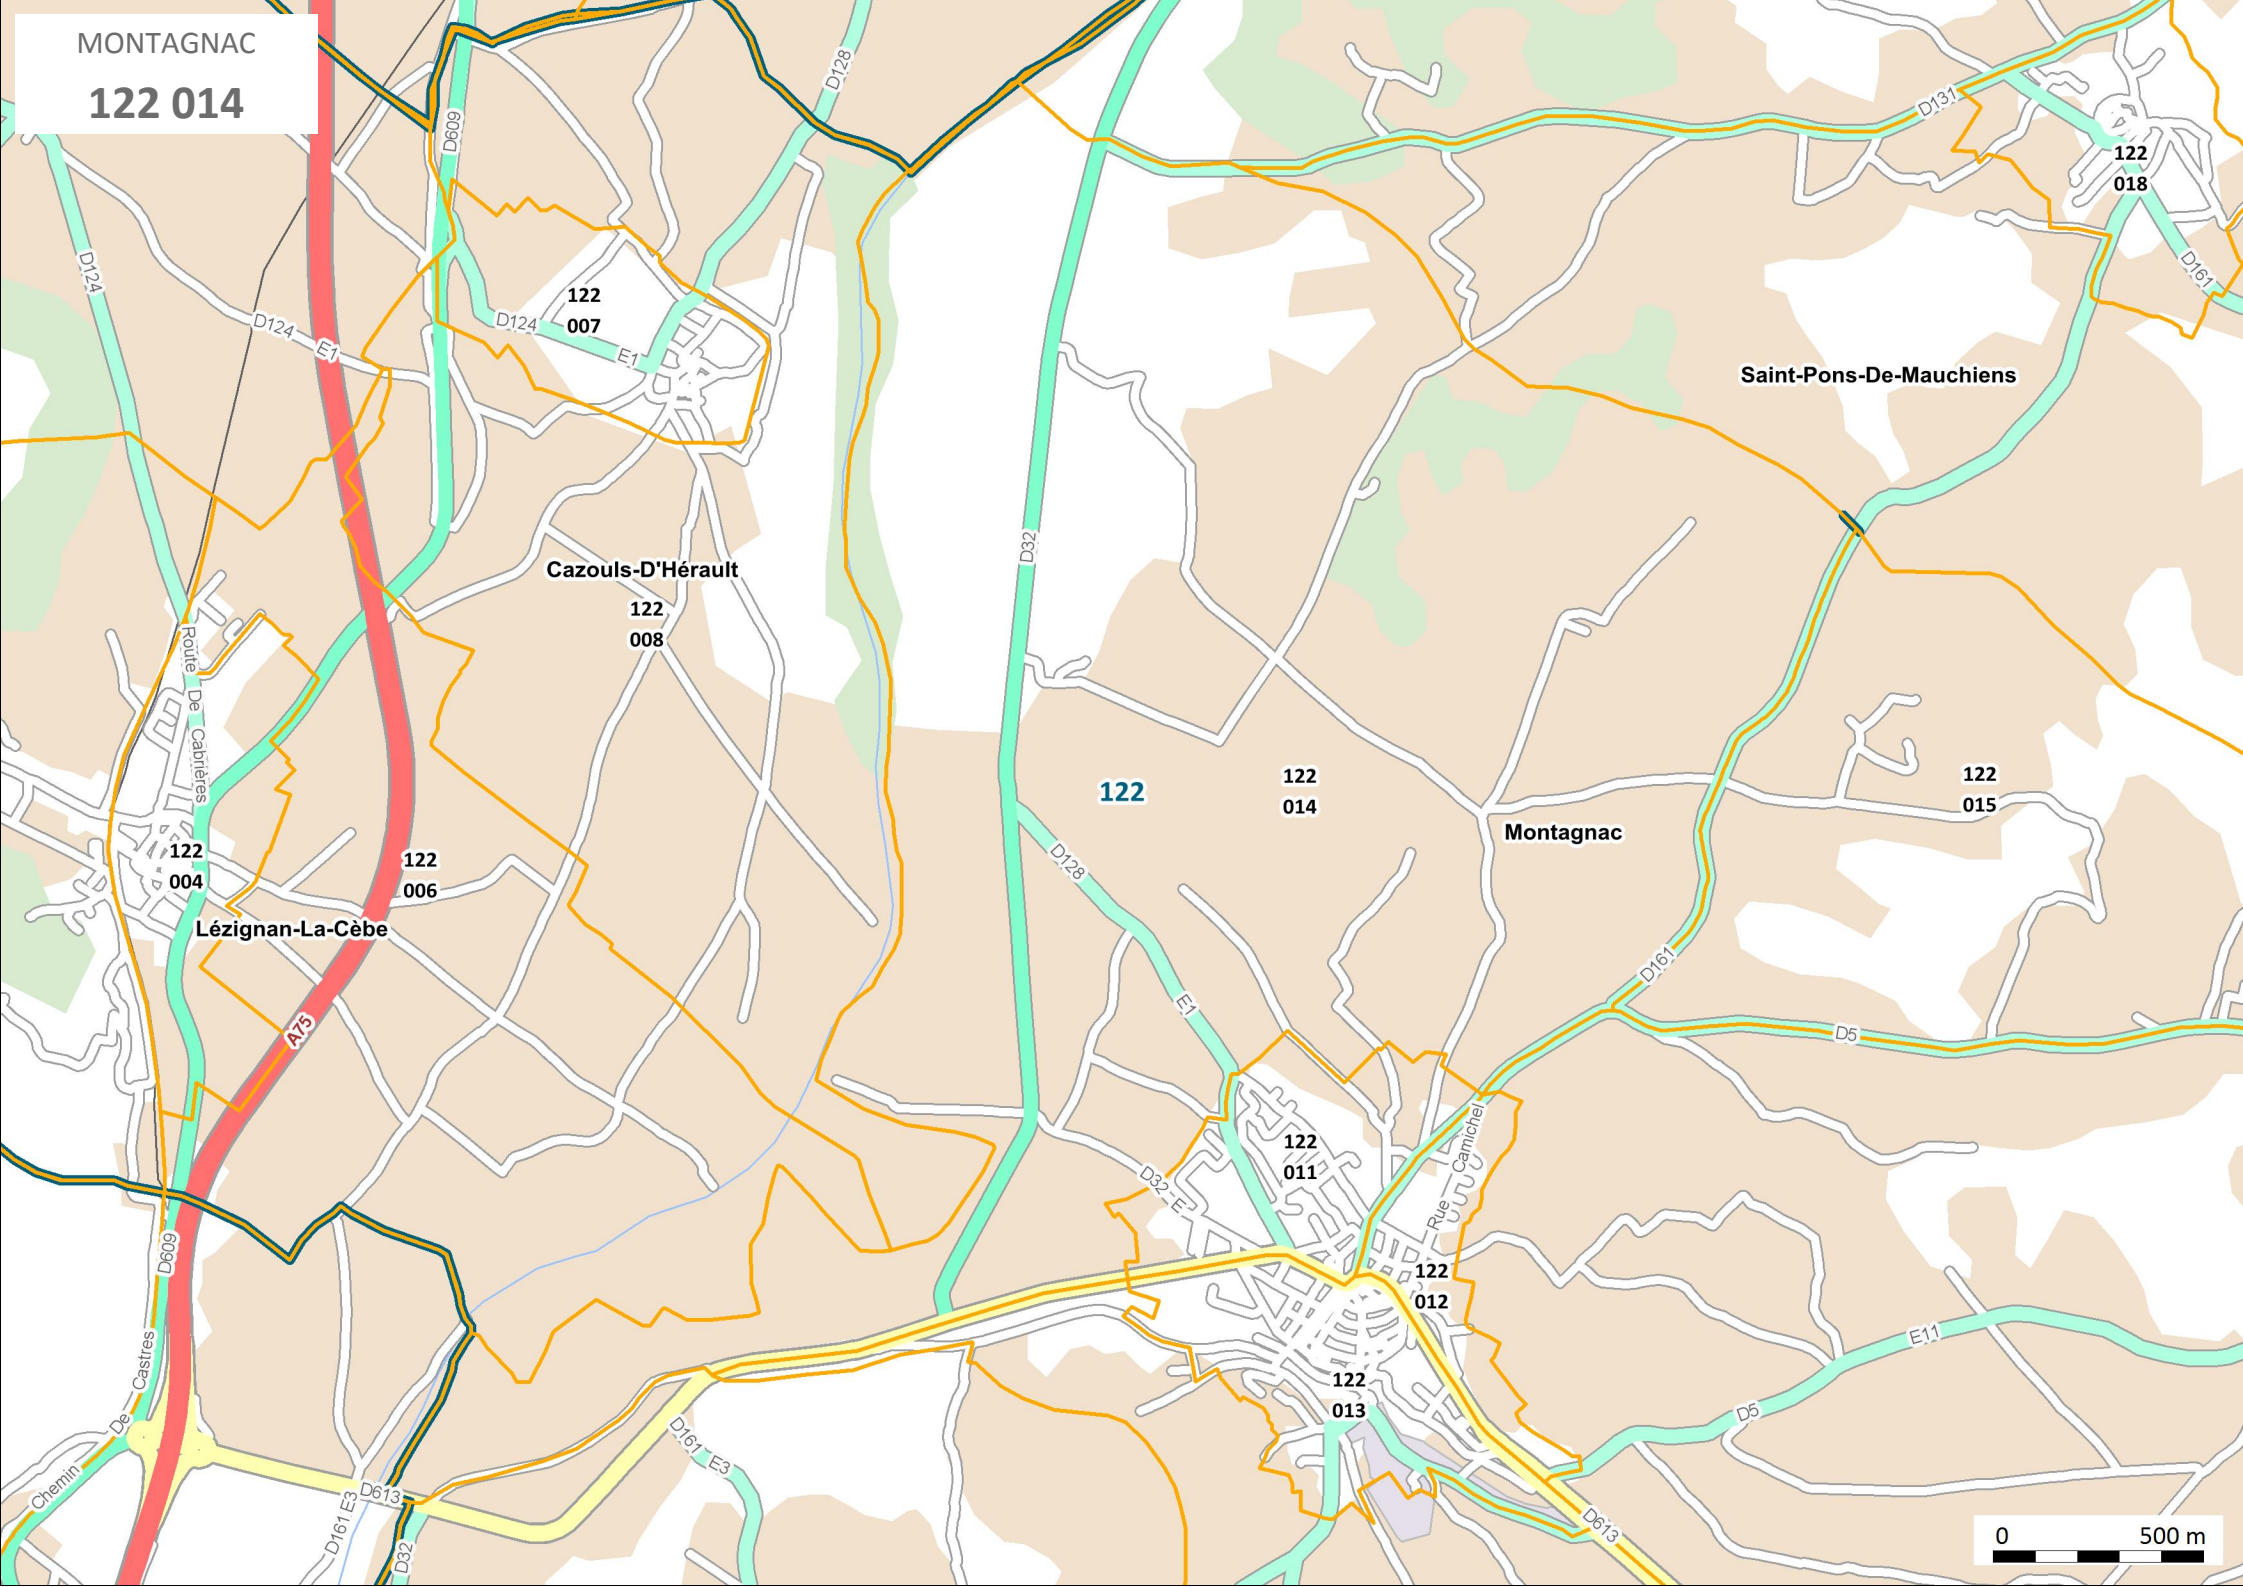 MONTAGNAC
122 014
D128
D609
D131
122
018
D124
D161
122
007
D124
D124
E1
E1
Saint-Pons-De-Mauchiens
D32
Cazouls-D'Hérault
122
008
Route De Cabrières
122
122
014
122
015
Montagnac
122
004
122
006
D128
Lézignan-La-Cèbe
D161
E1
A75
D5
Rue Camichel
122
011
D32 E
D609
122
012
E11
Chemin De Castres
122
013
D5
D161 E3
D613
D161 E3
D613
D32
0 500 m